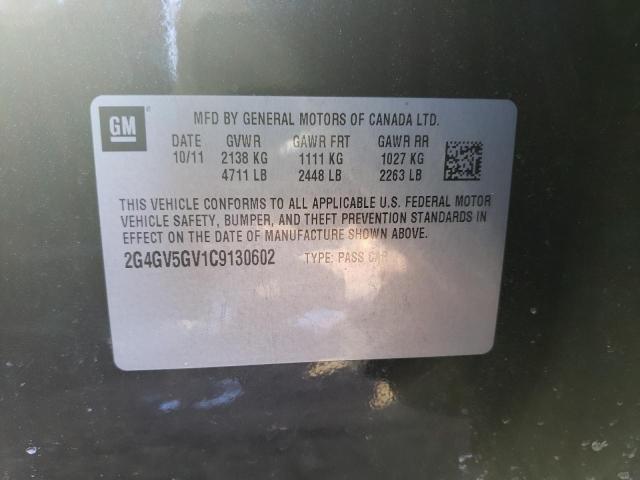 GM
MFD BY GENERAL MOTORS OF CANADA LTD.
DATE GVWR GAWR FRT GAWR RR
10/11 2138 KG 1111 KG 1027 KG
4711 LB 2448 LB 2263 LB
THIS VEHICLE CONFORMS TO ALL APPLICABLE U.S. FEDERAL MOTOR
VEHICLE SAFETY, BUMPER, AND THEFT PREVENTION STANDARDS IN
EFFECT ON THE DATE OF MANUFACTURE SHOWN ABOVE.
2G4GV5GV1C9130602 TYPE: PASS CAR